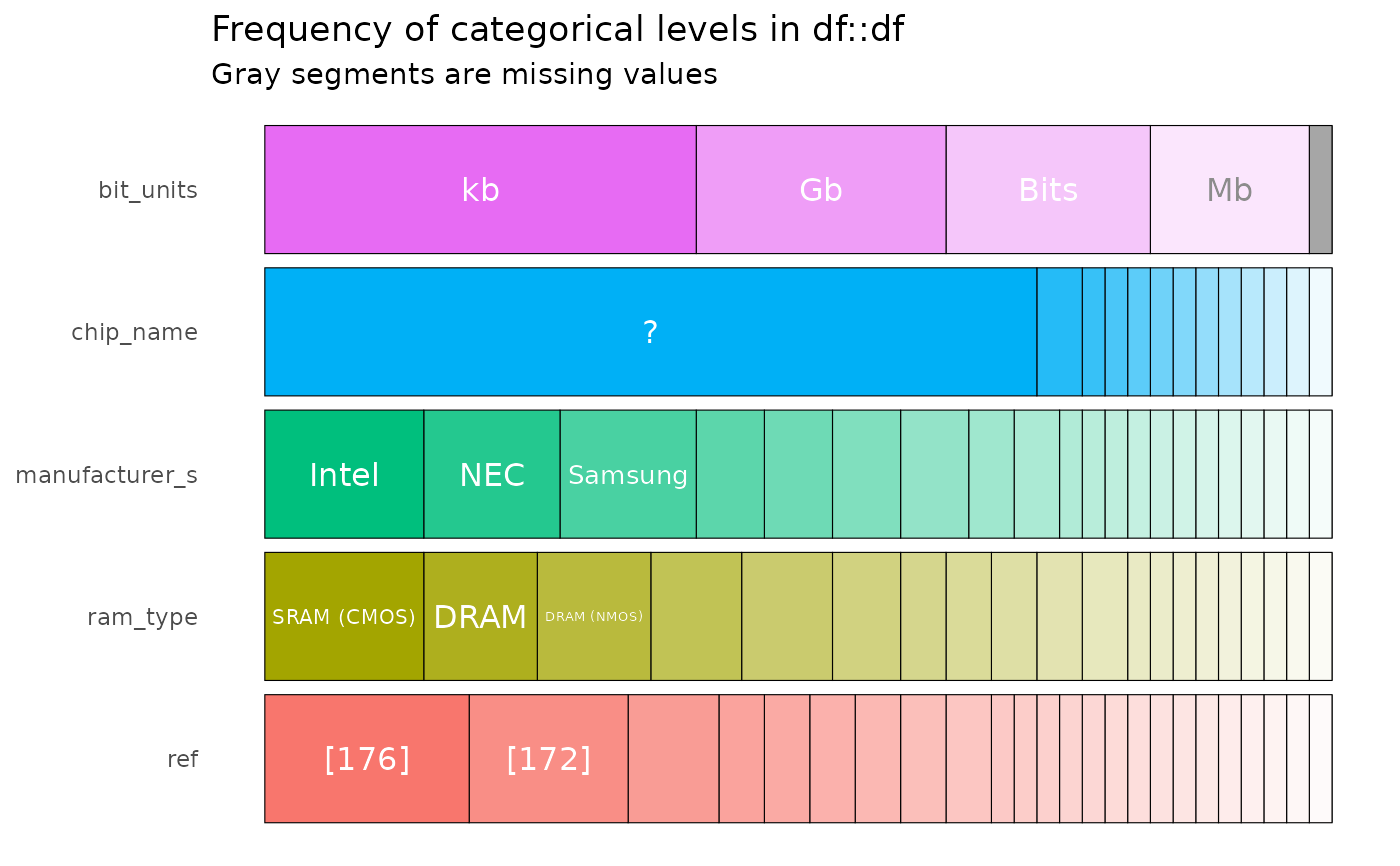 Frequency of categorical levels in df::df
Gray segments are missing values
bit_units
kb
Gb
Bits
Mb
chip_name
?
manufacturer_s
Intel
NEC
Samsung
ram_type
SRAM (CMOS)
DRAM
DRAM (NMOS)
ref
[176]
[172]